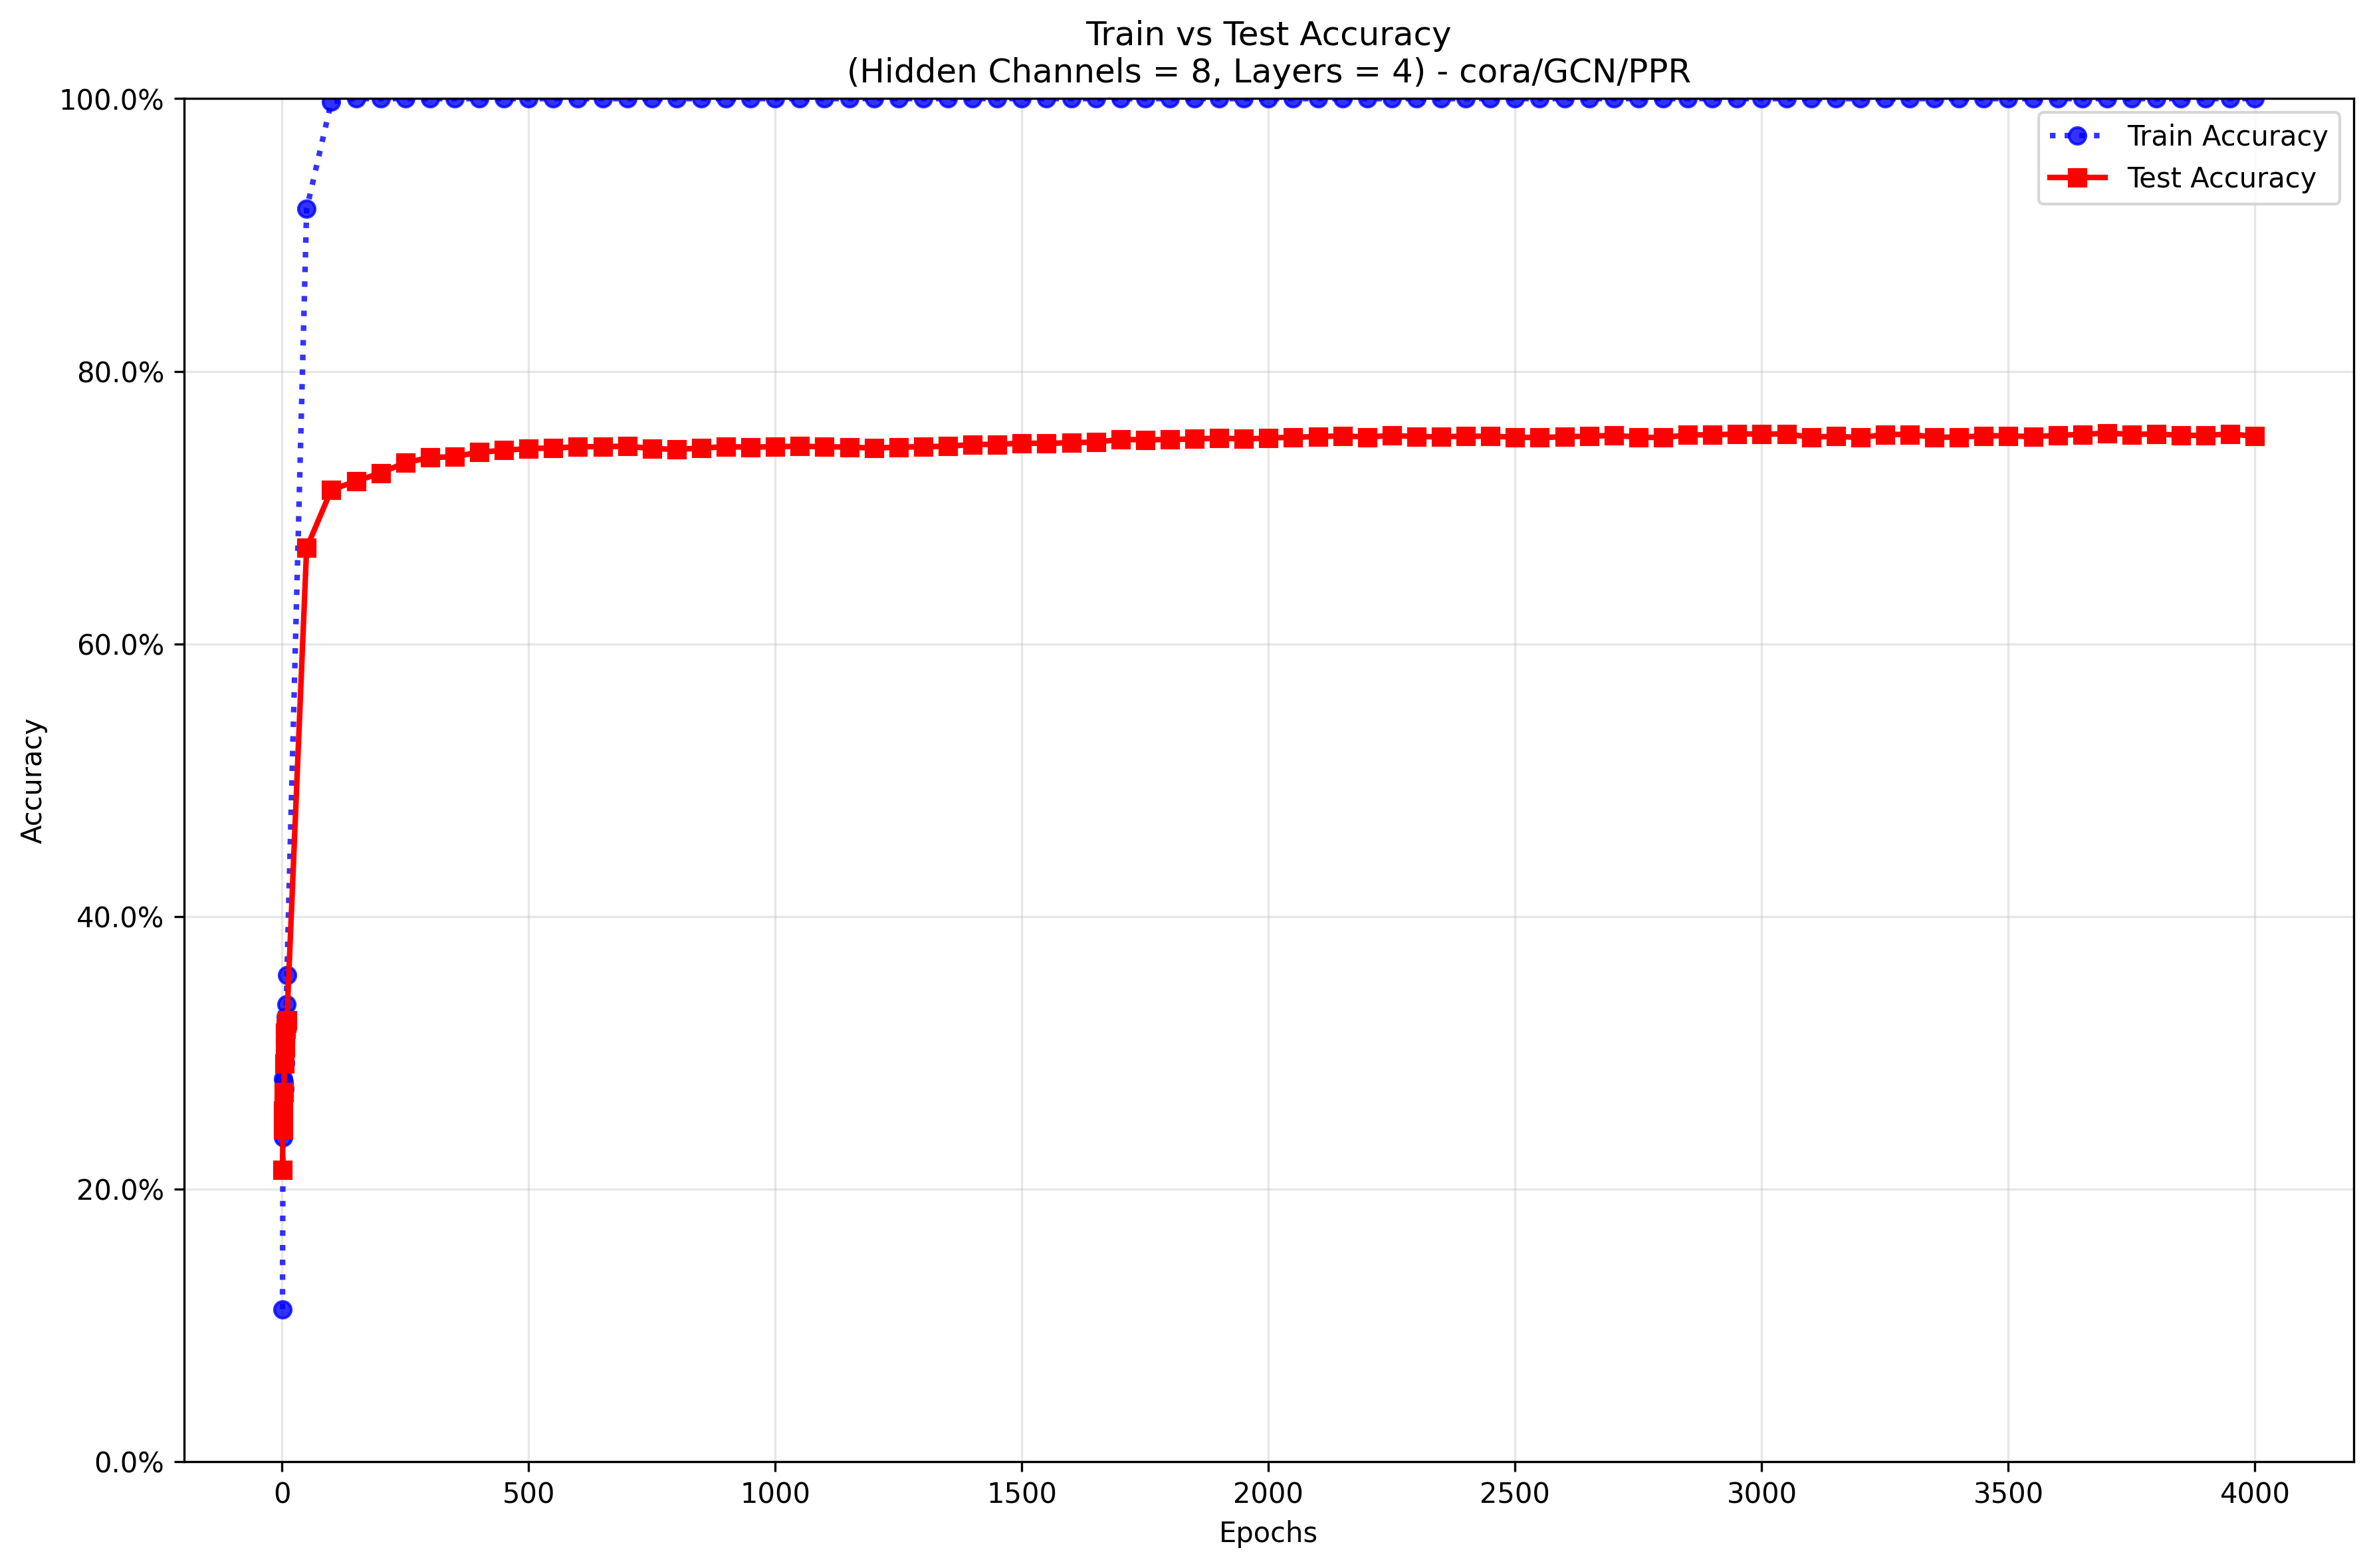 Train vs Test Accuracy
(Hidden Channels = 8, Layers = 4) - cora/GCN/PPR
100.0%
80.0%
60.0%
40.0%
20.0%
0.0%
Accuracy
Train Accuracy
Test Accuracy
0 500 1000 1500 2000 2500 3000 3500 4000
Epochs